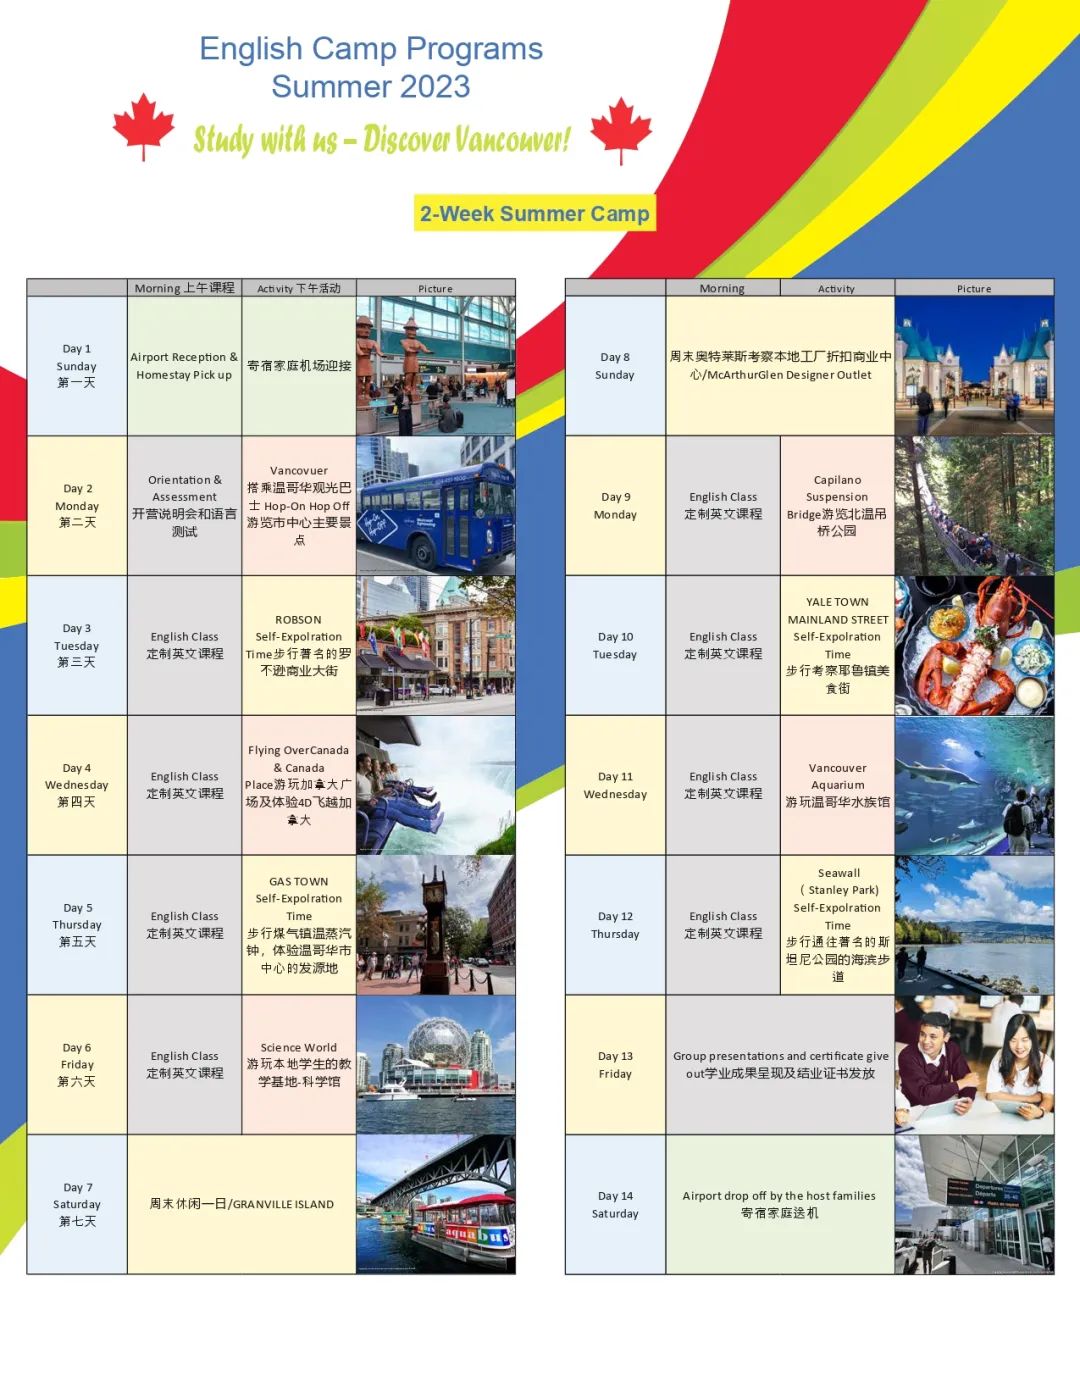 English Camp Programs
Summer 2023
Study with us – Discover Vancouver!
2-Week Summer Camp
Morning 上午课程
Activity 下午活动
Picture
Day 1
Sunday
第一天
Airport Reception &
Homestay Pick up
寄宿家庭机场迎接
Day 2
Monday
第二天
Orientation &
Assessment
开营说明会和语言
测试
Vancovuer
搭乘温哥华观光巴
士 Hop-On Hop Off
游览市中心主要景
点
Day 3
Tuesday
第三天
English Class
定制英文课程
ROBSON
Self-Expolration
Time步行著名的罗
不逊商业大街
Day 4
Wednesday
第四天
English Class
定制英文课程
Flying OverCanada
& Canada
Place游玩加拿大广
场及体验4D飞越加
拿大
Day 5
Thursday
第五天
English Class
定制英文课程
GAS TOWN
Self-Expolration
Time
步行煤气镇温蒸汽
钟，体验温哥华市
中心的发源地
Day 6
Friday
第六天
English Class
定制英文课程
Science World
游玩本地学生的教
学基地-科学馆
Day 7
Saturday
第七天
周末休闲一日/GRANVILLE ISLAND
aquabus
Morning
Activity
Picture
Day 8
Sunday
周末奥特莱斯考察本地工厂折扣商业中
心/McArthurGlen Designer Outlet
Day 9
Monday
English Class
定制英文课程
Capilano
Suspension
Bridge游览北温吊
桥公园
Day 10
Tuesday
English Class
定制英文课程
YALE TOWN
MAINLAND STREET
Self-Expolration
Time
步行考察耶鲁镇美
食街
Day 11
Wednesday
English Class
定制英文课程
Vancouver
Aquarium
游玩温哥华水族馆
Day 12
Thursday
English Class
定制英文课程
Seawall
（ Stanley Park)
Self-Expolration
Time
步行通往著名的斯
坦尼公园的海滨步
道
Day 13
Friday
Group presentations and certificate give
out学业成果呈现及结业证书发放
Day 14
Saturday
Airport drop off by the host families
寄宿家庭送机
Departures
Départs